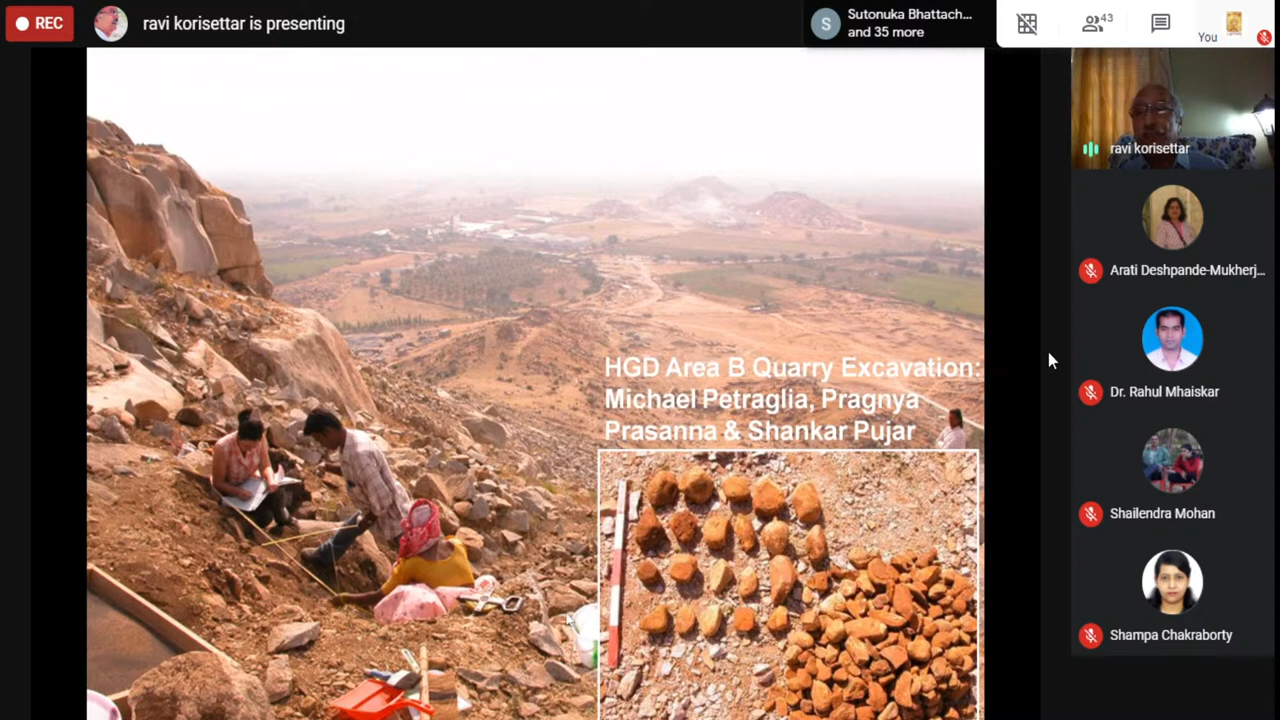 REC
ravi korisettar is presenting
S
Sutonuka Bhattach...
and 35 more
43
You
ravi korisettar
Arati Deshpande-Mukherj...
Dr. Rahul Mhaiskar
Shailendra Mohan
Shampa Chakraborty
HGD Area B Quarry Excavation:
Michael Petraglia, Pragnya
Prasanna & Shankar Pujar